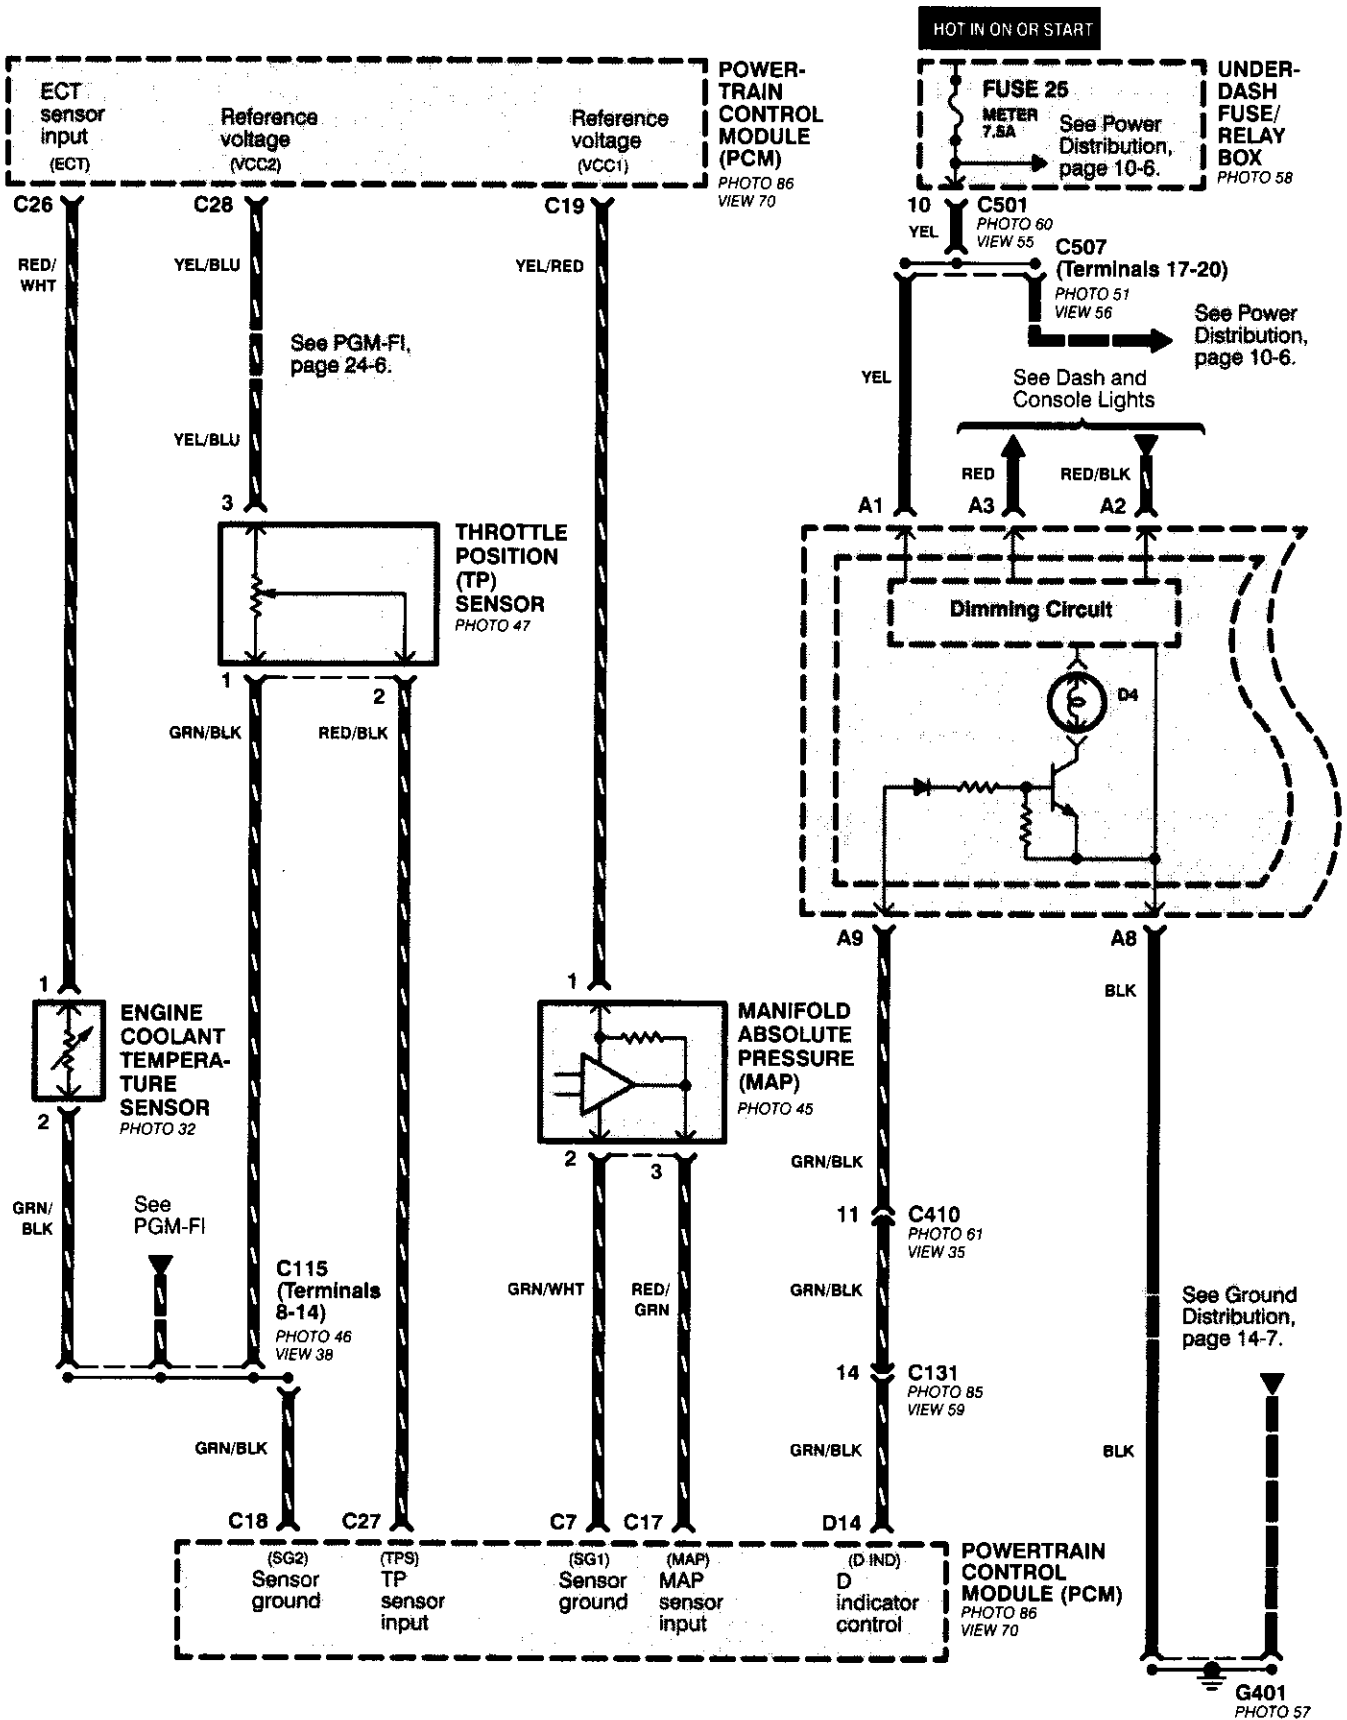 HOT IN ON OR START
ECT
sensor
input
(ECT)
Reference
voltage
(VCC2)
Reference
voltage
(VCC1)
POWER-
TRAIN
CONTROL
MODULE
(PCM)
PHOTO 86
VIEW 70
FUSE 25
METER
7.5A
See Power
Distribution,
page 10-6.
UNDER-
DASH
FUSE/
RELAY
BOX
PHOTO 58
C26
C28
C19
10
C501
PHOTO 60
VIEW 55
YEL
RED/
WHT
YEL/BLU
YEL/RED
C507
(Terminals 17-20)
PHOTO 51
VIEW 56
See Power
Distribution,
page 10-6.
See PGM-FI,
page 24-6.
YEL
See Dash and
Console Lights
YEL/BLU
RED
RED/BLK
3
A1
A3
A2
THROTTLE
POSITION
(TP)
SENSOR
PHOTO 47
Dimming Circuit
D4
1
2
GRN/BLK
RED/BLK
A9
A8
BLK
1
ENGINE
COOLANT
TEMPERA-
TURE
SENSOR
PHOTO 32
2
1
MANIFOLD
ABSOLUTE
PRESSURE
(MAP)
PHOTO 45
2
3
GRN/BLK
GRN/
BLK
See
PGM-FI
11
C410
PHOTO 61
VIEW 35
C115
(Terminals
8-14)
PHOTO 46
VIEW 38
GRN/WHT
RED/
GRN
GRN/BLK
See Ground
Distribution,
page 14-7.
14
C131
PHOTO 85
VIEW 59
GRN/BLK
GRN/BLK
BLK
C18
C27
C7
C17
D14
(SG2)
Sensor
ground
(TPS)
TP
sensor
input
(SG1)
Sensor
ground
(MAP)
MAP
sensor
input
(D IND)
D
indicator
control
POWERTRAIN
CONTROL
MODULE (PCM)
PHOTO 86
VIEW 70
G401
PHOTO 57